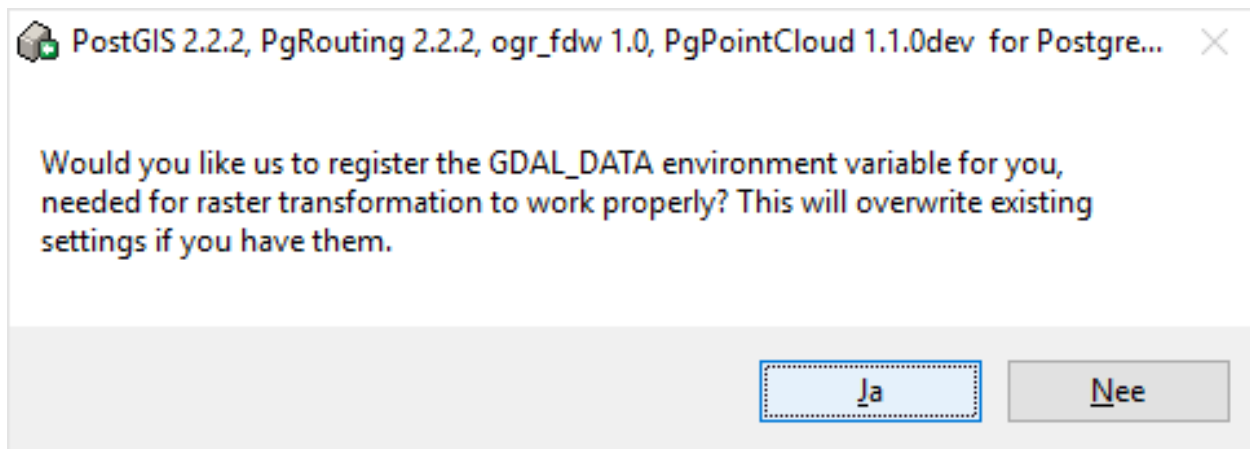 PostGIS 2.2.2, PgRouting 2.2.2, ogr_fdw 1.0, PgPointCloud 1.1.0dev  for Postgre...
Would you like us to register the GDAL_DATA environment variable for you,
needed for raster transformation to work properly? This will overwrite existing
settings if you have them.
Ja
Nee